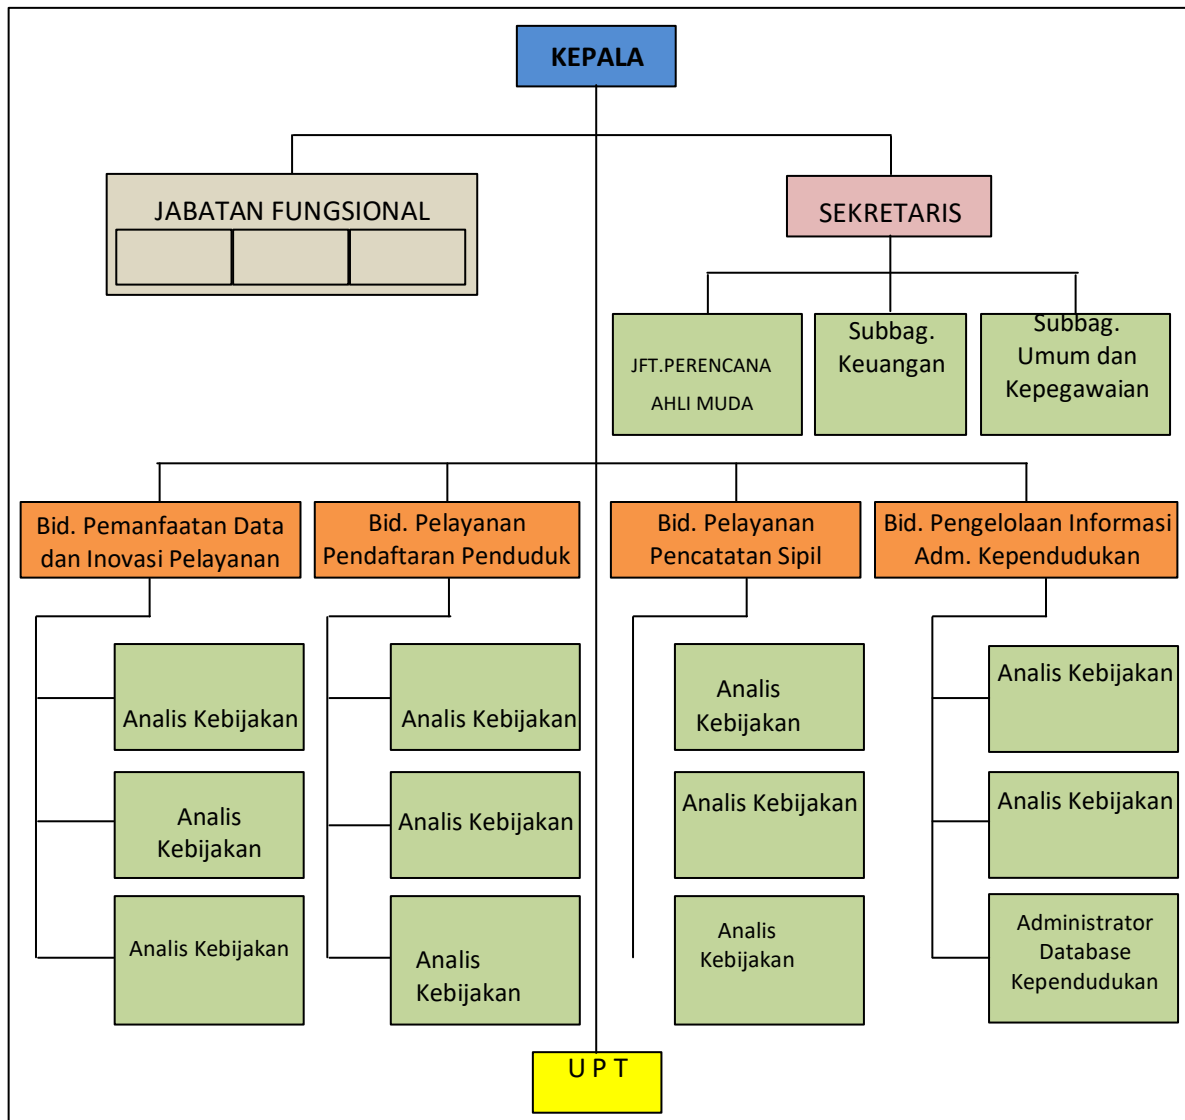 KEPALA
JABATAN FUNGSIONAL
SEKRETARIS
JFT.PERENCANA
AHLI MUDA
Subbag.
Keuangan
Subbag.
Umum dan
Kepegawaian
Bid. Pemanfaatan Data
dan Inovasi Pelayanan
Bid. Pelayanan
Pendaftaran Penduduk
Bid. Pelayanan
Pencatatan Sipil
Bid. Pengelolaan Informasi
Adm. Kependudukan
Analis Kebijakan
Analis Kebijakan
Analis
Kebijakan
Analis Kebijakan
Analis
Kebijakan
Analis Kebijakan
Analis Kebijakan
Analis Kebijakan
Analis Kebijakan
Analis
Kebijakan
Analis
Kebijakan
Administrator
Database
Kependudukan
U P T